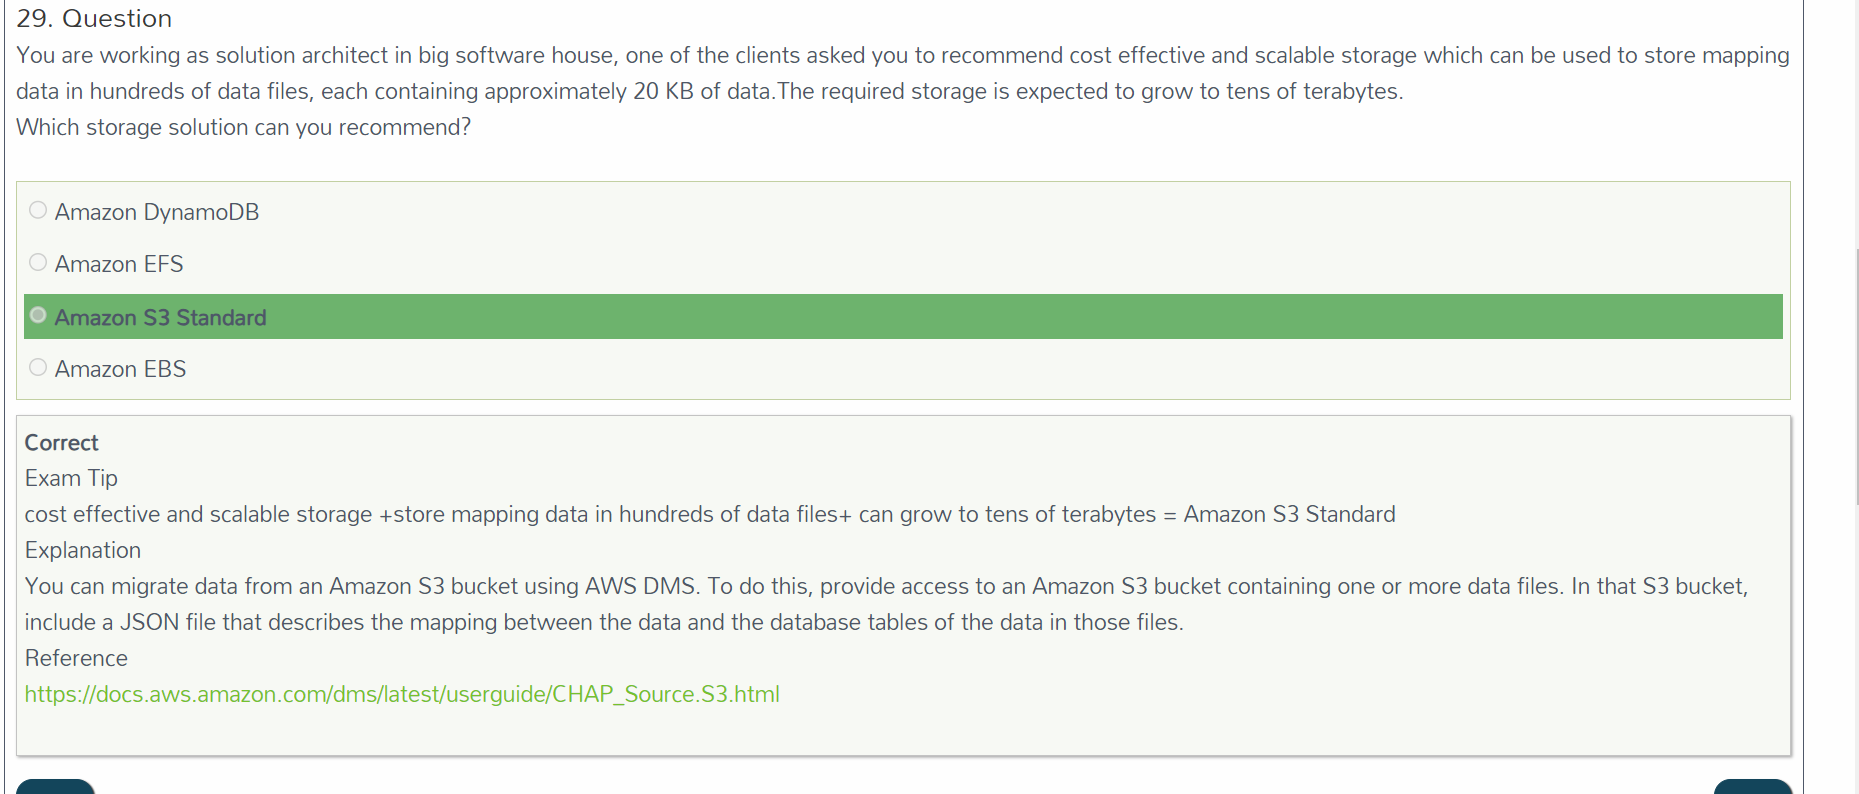 29. Question
You are working as solution architect in big software house, one of the clients asked you to recommend cost effective and scalable storage which can be used to store mapping
data in hundreds of data files, each containing approximately 20 KB of data.The required storage is expected to grow to tens of terabytes.
Which storage solution can you recommend?
Amazon DynamoDB
Amazon EFS
Amazon S3 Standard
Amazon EBS
Correct
Exam Tip
cost effective and scalable storage +store mapping data in hundreds of data files+ can grow to tens of terabytes = Amazon S3 Standard
Explanation
You can migrate data from an Amazon S3 bucket using AWS DMS. To do this, provide access to an Amazon S3 bucket containing one or more data files. In that S3 bucket,
include a JSON file that describes the mapping between the data and the database tables of the data in those files.
Reference
https://docs.aws.amazon.com/dms/latest/userguide/CHAP_Source.S3.html